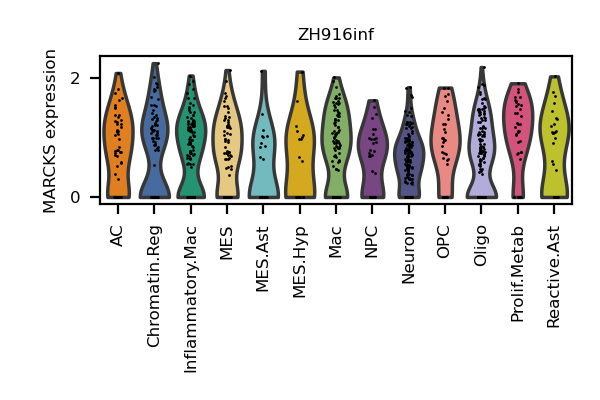 ZH916inf
MARCKS expression
2
0
AC
Chromatin.Reg
Inflammatory.Mac
MES
MES.Ast
MES.Hyp
Mac
NPC
Neuron
OPC
Oligo
Prolif.Metab
Reactive.Ast